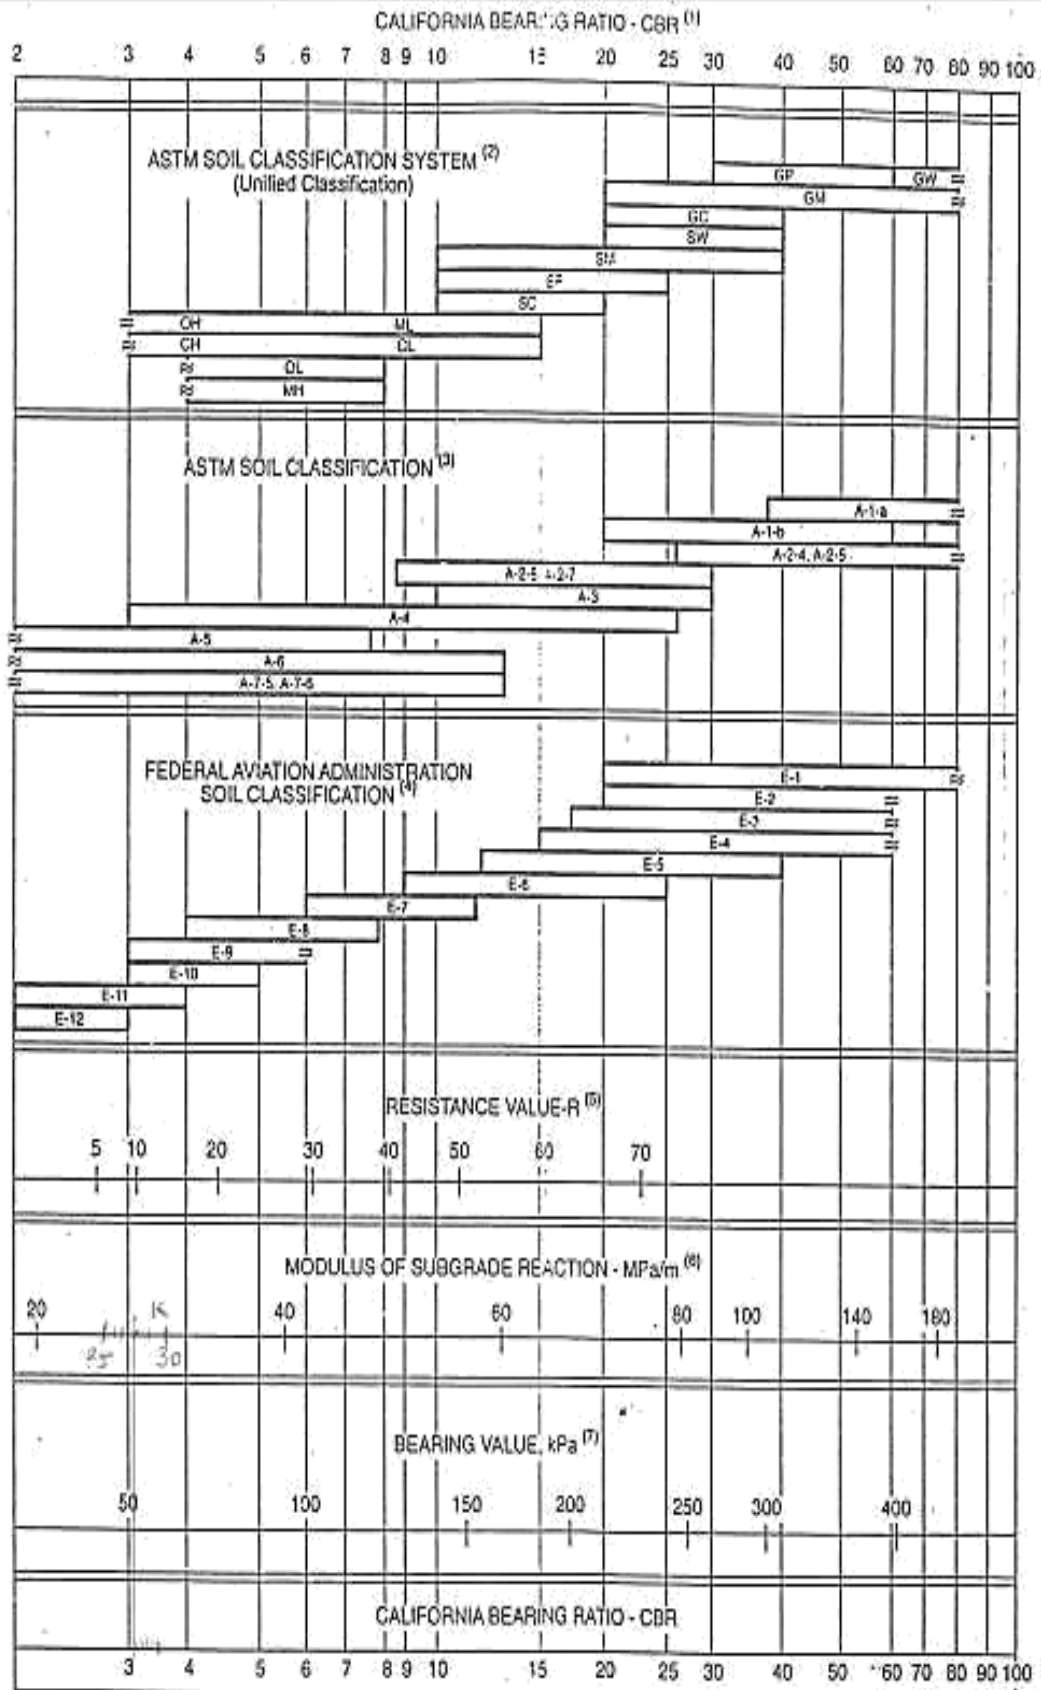 CALIFORNIA BEARING RATIO - CBR (1)
2 3 4 5 6 7 8 9 10 15 20 25 30 40 50 60 70 80 90 100
ASTM SOIL CLASSIFICATION SYSTEM (2)
(Unified Classification)
GP GW
GM
GC
SW
SM
SP
SC
OH ML
CH CL
OL
MH
ASTM SOIL CLASSIFICATION (3)
A-1-a
A-1-b
A-2-4, A-2-5
A-2-5, A-2-7
A-3
A-4
A-5
A-6
A-7-5, A-7-6
FEDERAL AVIATION ADMINISTRATION
SOIL CLASSIFICATION (4)
E-1
E-2
E-3
E-4
E-5
E-6
E-7
E-8
E-9
E-10
E-11
E-12
RESISTANCE VALUE-R (5)
5 10 20 30 40 50 60 70
MODULUS OF SUBGRADE REACTION - MPa/m (6)
20 K 40 60 80 100 140 180
25 30
BEARING VALUE, kPa (7)
50 100 150 200 250 300 400
CALIFORNIA BEARING RATIO - CBR
3 4 5 6 7 8 9 10 15 20 25 30 40 50 60 70 80 90 100